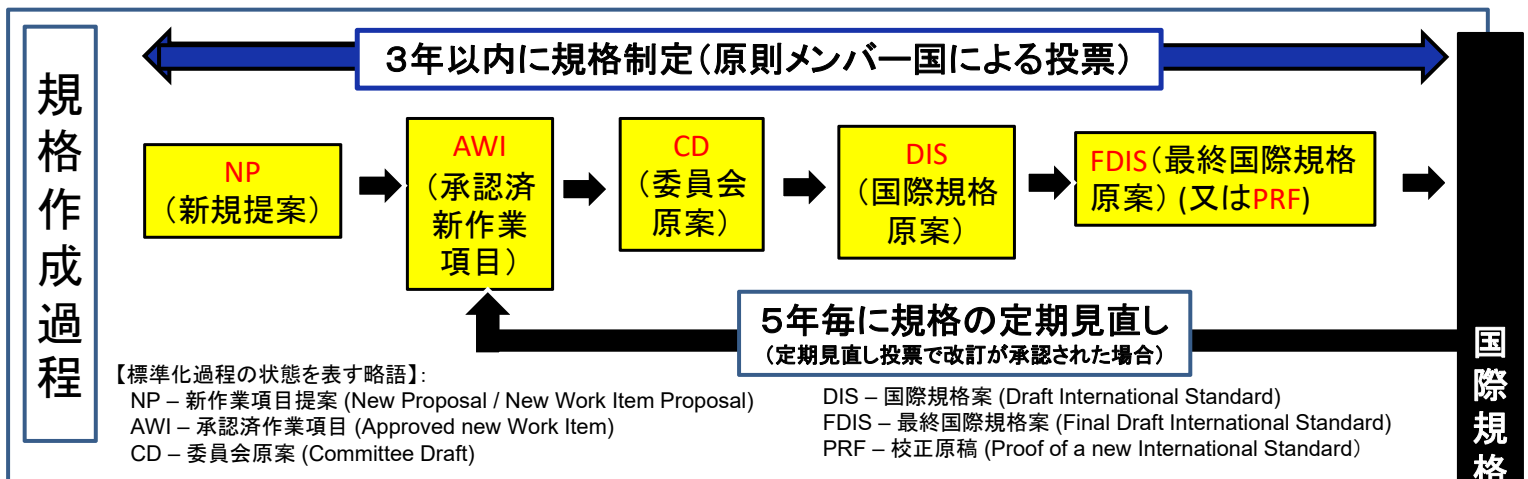 規格作成過程
３年以内に規格制定（原則メンバー国による投票）
NP
（新規提案）
AWI
（承認済
新作業
項目）
CD
（委員会
原案）
DIS
（国際規格
原案）
FDIS（最終国際規格
原案） (又はPRF)
５年毎に規格の定期見直し
（定期見直し投票で改訂が承認された場合）
国際規格
【標準化過程の状態を表す略語】：
NP – 新作業項目提案 (New Proposal / New Work Item Proposal)
AWI – 承認済作業項目 (Approved new Work Item)
CD – 委員会原案 (Committee Draft)
DIS – 国際規格案 (Draft International Standard)
FDIS – 最終国際規格案 (Final Draft International Standard)
PRF – 校正原稿 (Proof of a new International Standard）